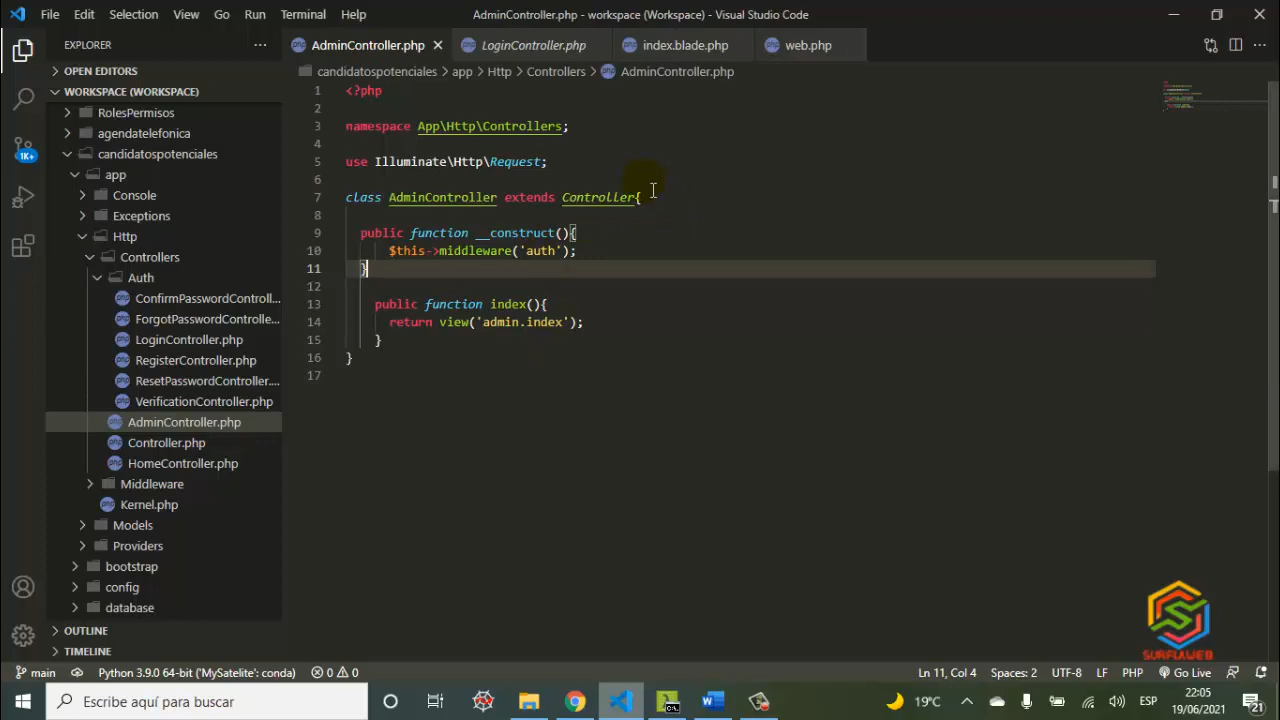 File Edit Selection View Go Run Terminal Help
AdminController.php - workspace (Workspace) - Visual Studio Code
EXPLORER
AdminController.php
LoginController.php
index.blade.php
web.php
OPEN EDITORS
WORKSPACE (WORKSPACE)
RolesPermisos
agendatelefonica
candidatospotenciales
app
Console
Exceptions
Http
Controllers
Auth
ConfirmPasswordControll...
ForgotPasswordControlle...
LoginController.php
RegisterController.php
ResetPasswordController....
VerificationController.php
AdminController.php
Controller.php
HomeController.php
Middleware
Kernel.php
Models
Providers
bootstrap
config
database
OUTLINE
TIMELINE
1K+
candidatospotenciales > app > Http > Controllers > AdminController.php
1 <?php
2
3 namespace App\Http\Controllers;
4
5 use Illuminate\Http\Request;
6
7 class AdminController extends Controller{
8
9 public function __construct(){
10 $this->middleware('auth');
11 }
12
13 public function index(){
14 return view('admin.index');
15 }
16 }
17
SURFLAWEB
main Python 3.9.0 64-bit ('MySatelite': conda) 0 0
Ln 11, Col 4 Spaces: 2 UTF-8 LF PHP Go Live
Escribe aquí para buscar
19°C ESP
22:05
19/06/2021
21